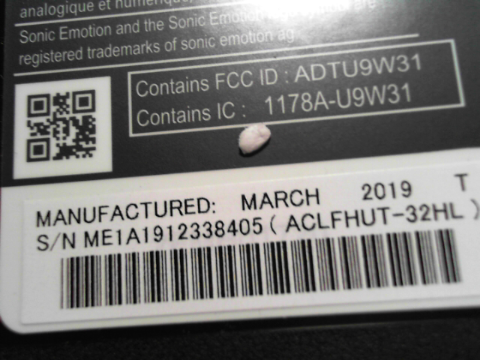 analogique et numérique,
Sonic Emotion and the Sonic Emotion
registered trademarks of sonic emotion ag
Contains FCC ID : ADTU9W31
Contains IC : 1178A-U9W31
MANUFACTURED: MARCH 2019 T
S/N ME1A1912338405 ( ACLFHUT-32HL )